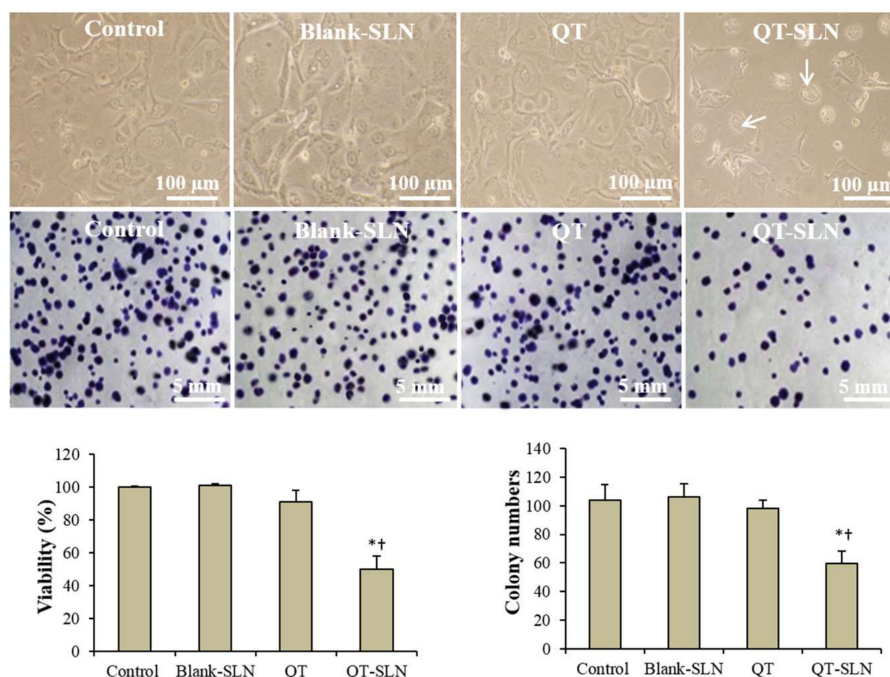 Control Blank-SLN QT QT-SLN
100 μm 100 μm 100 μm 100 μm
Control Blank-SLN QT QT-SLN
5 mm 5 mm 5 mm 5 mm
Viability (%)
120
100
80
60
40
20
0
*†
Control Blank-SLN QT QT-SLN
Colony numbers
140
120
100
80
60
40
20
0
*†
Control Blank-SLN QT QT-SLN